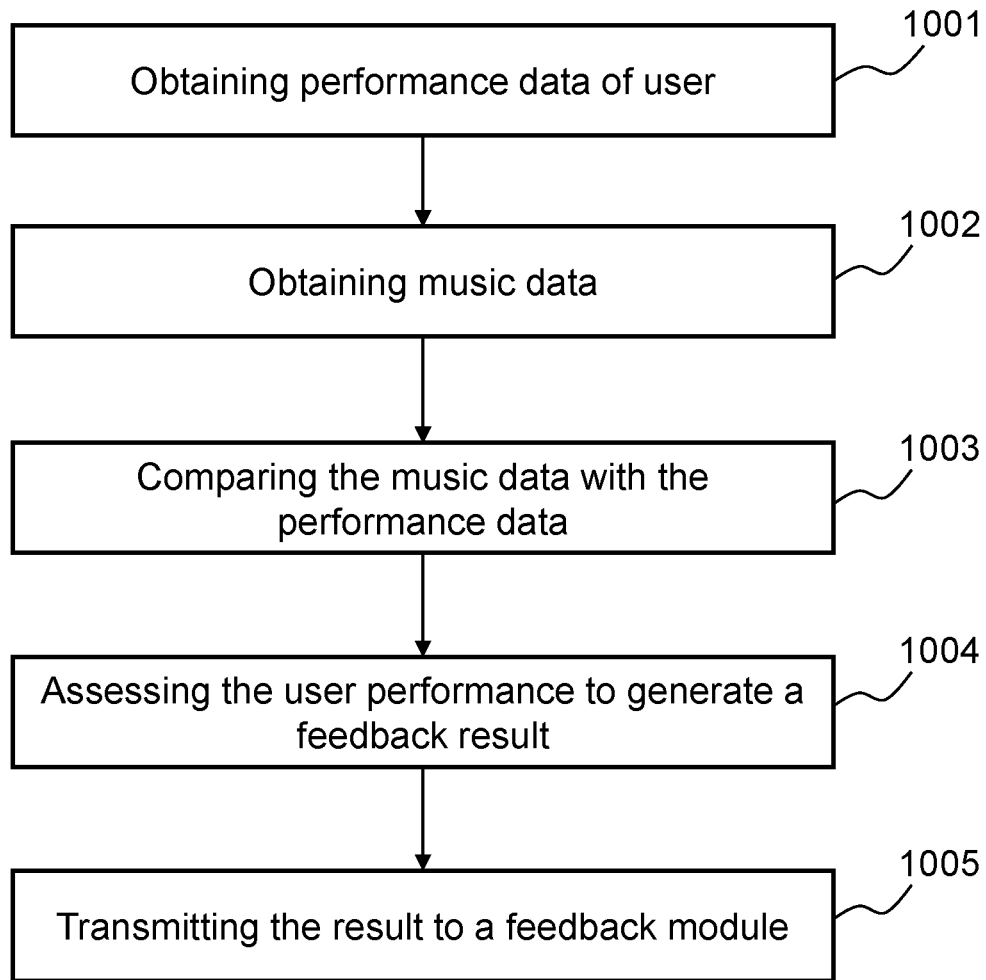 1001
Obtaining performance data of user
1002
Obtaining music data
1003
Comparing the music data with the
performance data
1004
Assessing the user performance to generate a
feedback result
1005
Transmitting the result to a feedback module